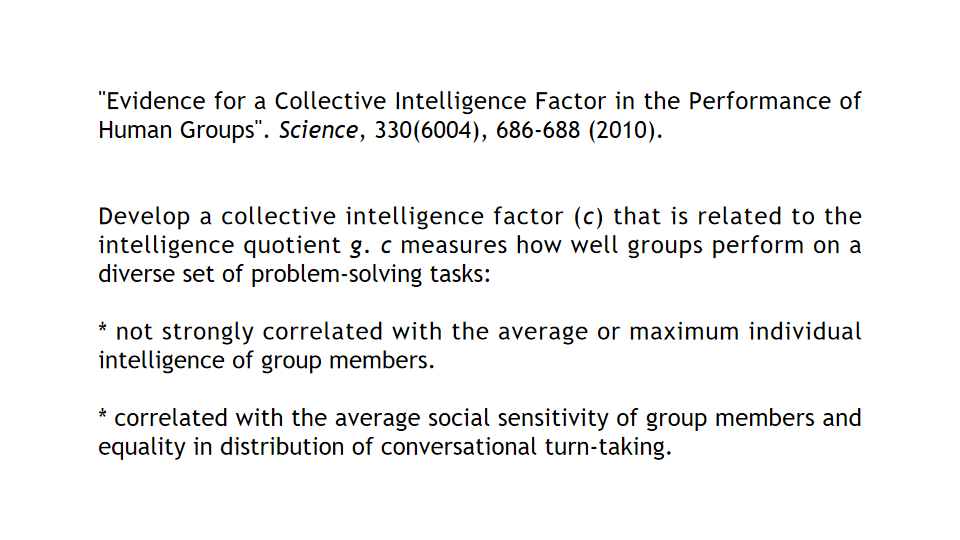 "Evidence for a Collective Intelligence Factor in the Performance of
Human Groups". Science, 330(6004), 686-688 (2010).
Develop a collective intelligence factor (c) that is related to the
intelligence quotient g. c measures how well groups perform on a
diverse set of problem-solving tasks:
* not strongly correlated with the average or maximum individual
intelligence of group members.
* correlated with the average social sensitivity of group members and
equality in distribution of conversational turn-taking.